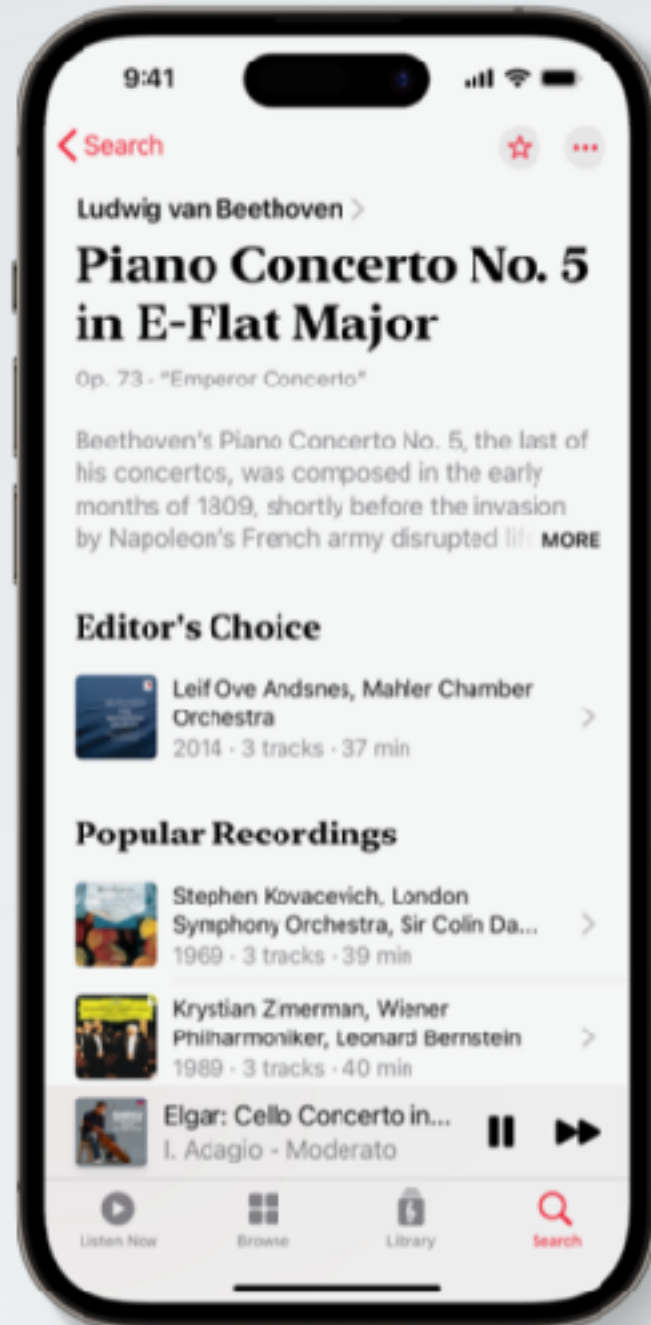 9:41
Search
Ludwig van Beethoven
Piano Concerto No. 5
in E-Flat Major
Op. 73 · "Emperor Concerto"
Beethoven's Piano Concerto No. 5, the last of
his concertos, was composed in the early
months of 1809, shortly before the invasion
by Napoleon's French army disrupted lif MORE
Editor's Choice
Leif Ove Andsnes, Mahler Chamber
Orchestra
2014 · 3 tracks · 37 min
Popular Recordings
Stephen Kovacevich, London
Symphony Orchestra, Sir Colin Da...
1969 · 3 tracks · 39 min
Krystian Zimerman, Wiener
Philharmoniker, Leonard Bernstein
1989 · 3 tracks · 40 min
Elgar: Cello Concerto in...
I. Adagio - Moderato
Listen Now
Browse
Library
Search